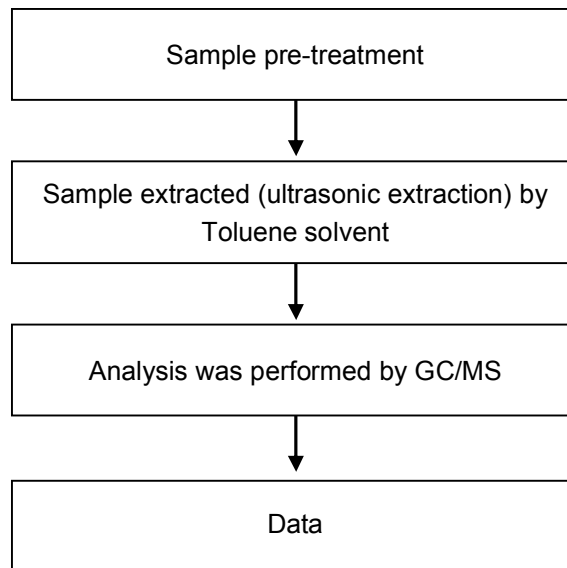 Sample pre-treatment
Sample extracted (ultrasonic extraction) by
Toluene solvent
Analysis was performed by GC/MS
Data